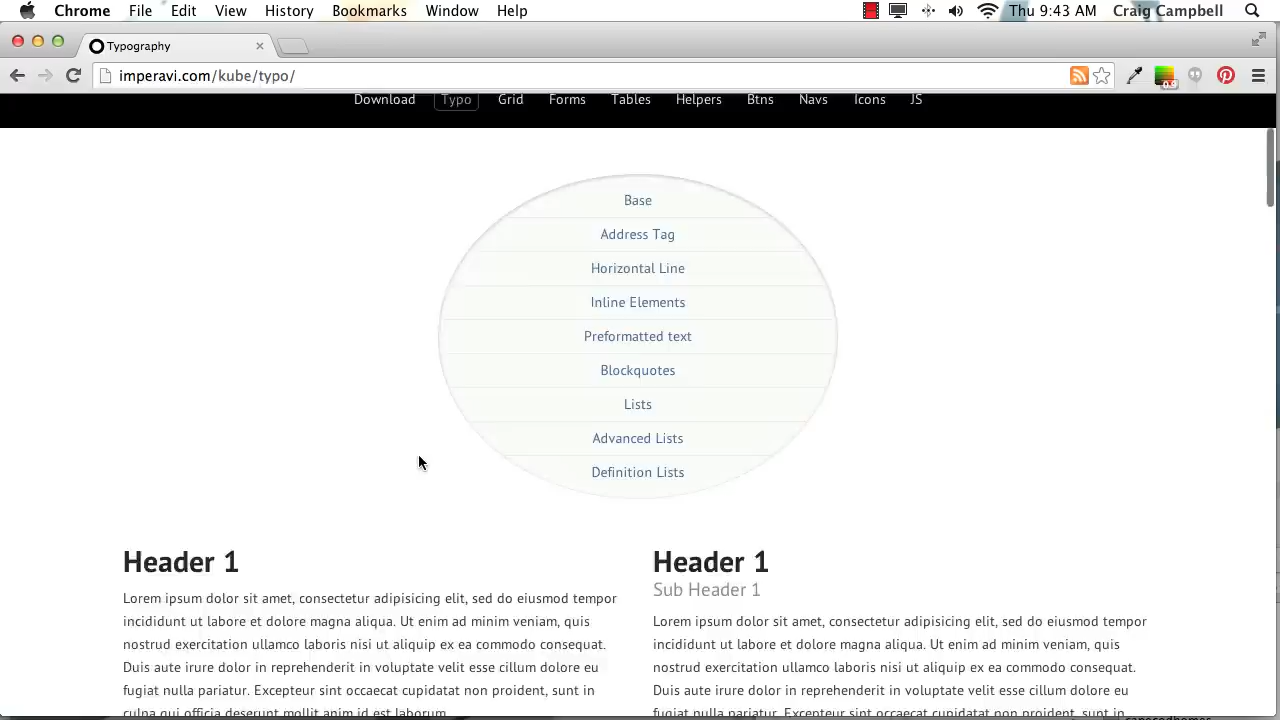 Chrome File Edit View History Bookmarks Window Help Thu 9:43 AM Craig Campbell
Typography
imperavi.com/kube/typo/
Download Typo Grid Forms Tables Helpers Btns Navs Icons JS
Base
Address Tag
Horizontal Line
Inline Elements
Preformatted text
Blockquotes
Lists
Advanced Lists
Definition Lists
Header 1
Lorem ipsum dolor sit amet, consectetur adipisicing elit, sed do eiusmod tempor
incididunt ut labore et dolore magna aliqua. Ut enim ad minim veniam, quis
nostrud exercitation ullamco laboris nisi ut aliquip ex ea commodo consequat.
Duis aute irure dolor in reprehenderit in voluptate velit esse cillum dolore eu
fugiat nulla pariatur. Excepteur sint occaecat cupidatat non proident, sunt in
culpa qui officia deserunt mollit anim id est laborum.
Header 1
Sub Header 1
Lorem ipsum dolor sit amet, consectetur adipisicing elit, sed do eiusmod tempor
incididunt ut labore et dolore magna aliqua. Ut enim ad minim veniam, quis
nostrud exercitation ullamco laboris nisi ut aliquip ex ea commodo consequat.
Duis aute irure dolor in reprehenderit in voluptate velit esse cillum dolore eu
fugiat nulla pariatur. Excepteur sint occaecat cupidatat non proident, sunt in